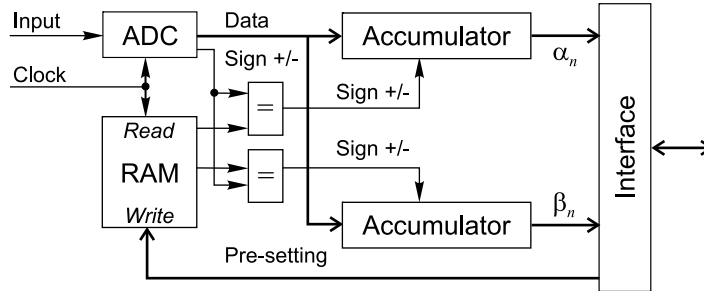 Input
ADC
Data
Accumulator
αn
Sign +/-
Clock
=
Sign +/-
Read
RAM
Write
=
Sign +/-
Accumulator
βn
Interface
Pre-setting